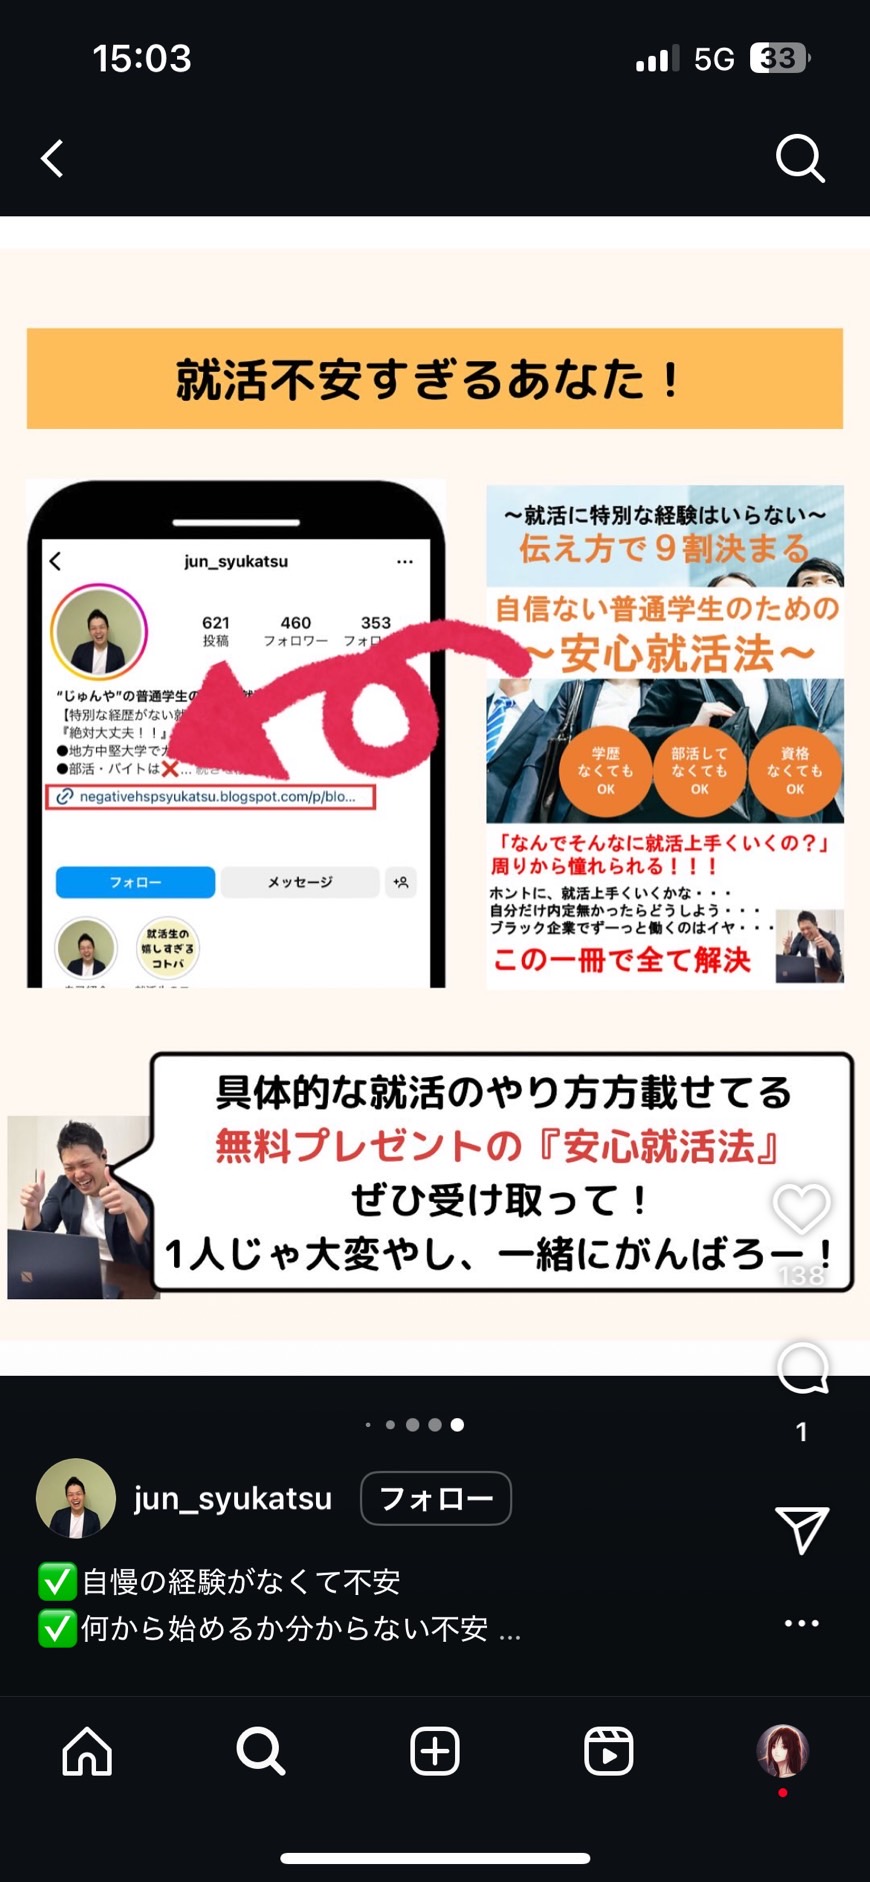 15:03
5G
33
就活不安すぎるあなた！
jun_syukatsu
621
460
353
投稿
フォロワー
フォロ
"じゅんや"の普通学生の
【特別な経歴がない就
『絶対大丈夫！！』
●地方中堅大学で
●部活・バイトは❌...
negativehspsyukatsu.blogspot.com/p/blo...
フォロー
メッセージ
就活生の
嬉しすぎる
コトバ
〜就活に特別な経験はいらない〜
伝え方で９割決まる
自信ない普通学生のための
〜安心就活法〜
学歴
なくても
OK
部活して
なくても
OK
資格
なくても
OK
「なんでそんなに就活上手くいくの？」
周りから憧れられる！！！
ホントに、就活上手くいくかな・・・
自分だけ内定無かったらどうしよう・・・
ブラック企業でずーっと働くのはイヤ・・・
この一冊で全て解決
具体的な就活のやり方方載せてる
無料プレゼントの『安心就活法』
ぜひ受け取って！
1人じゃ大変やし、一緒にがんばろー！
138
1
jun_syukatsu
フォロー
✅自慢の経験がなくて不安
✅何から始めるか分からない不安 ...